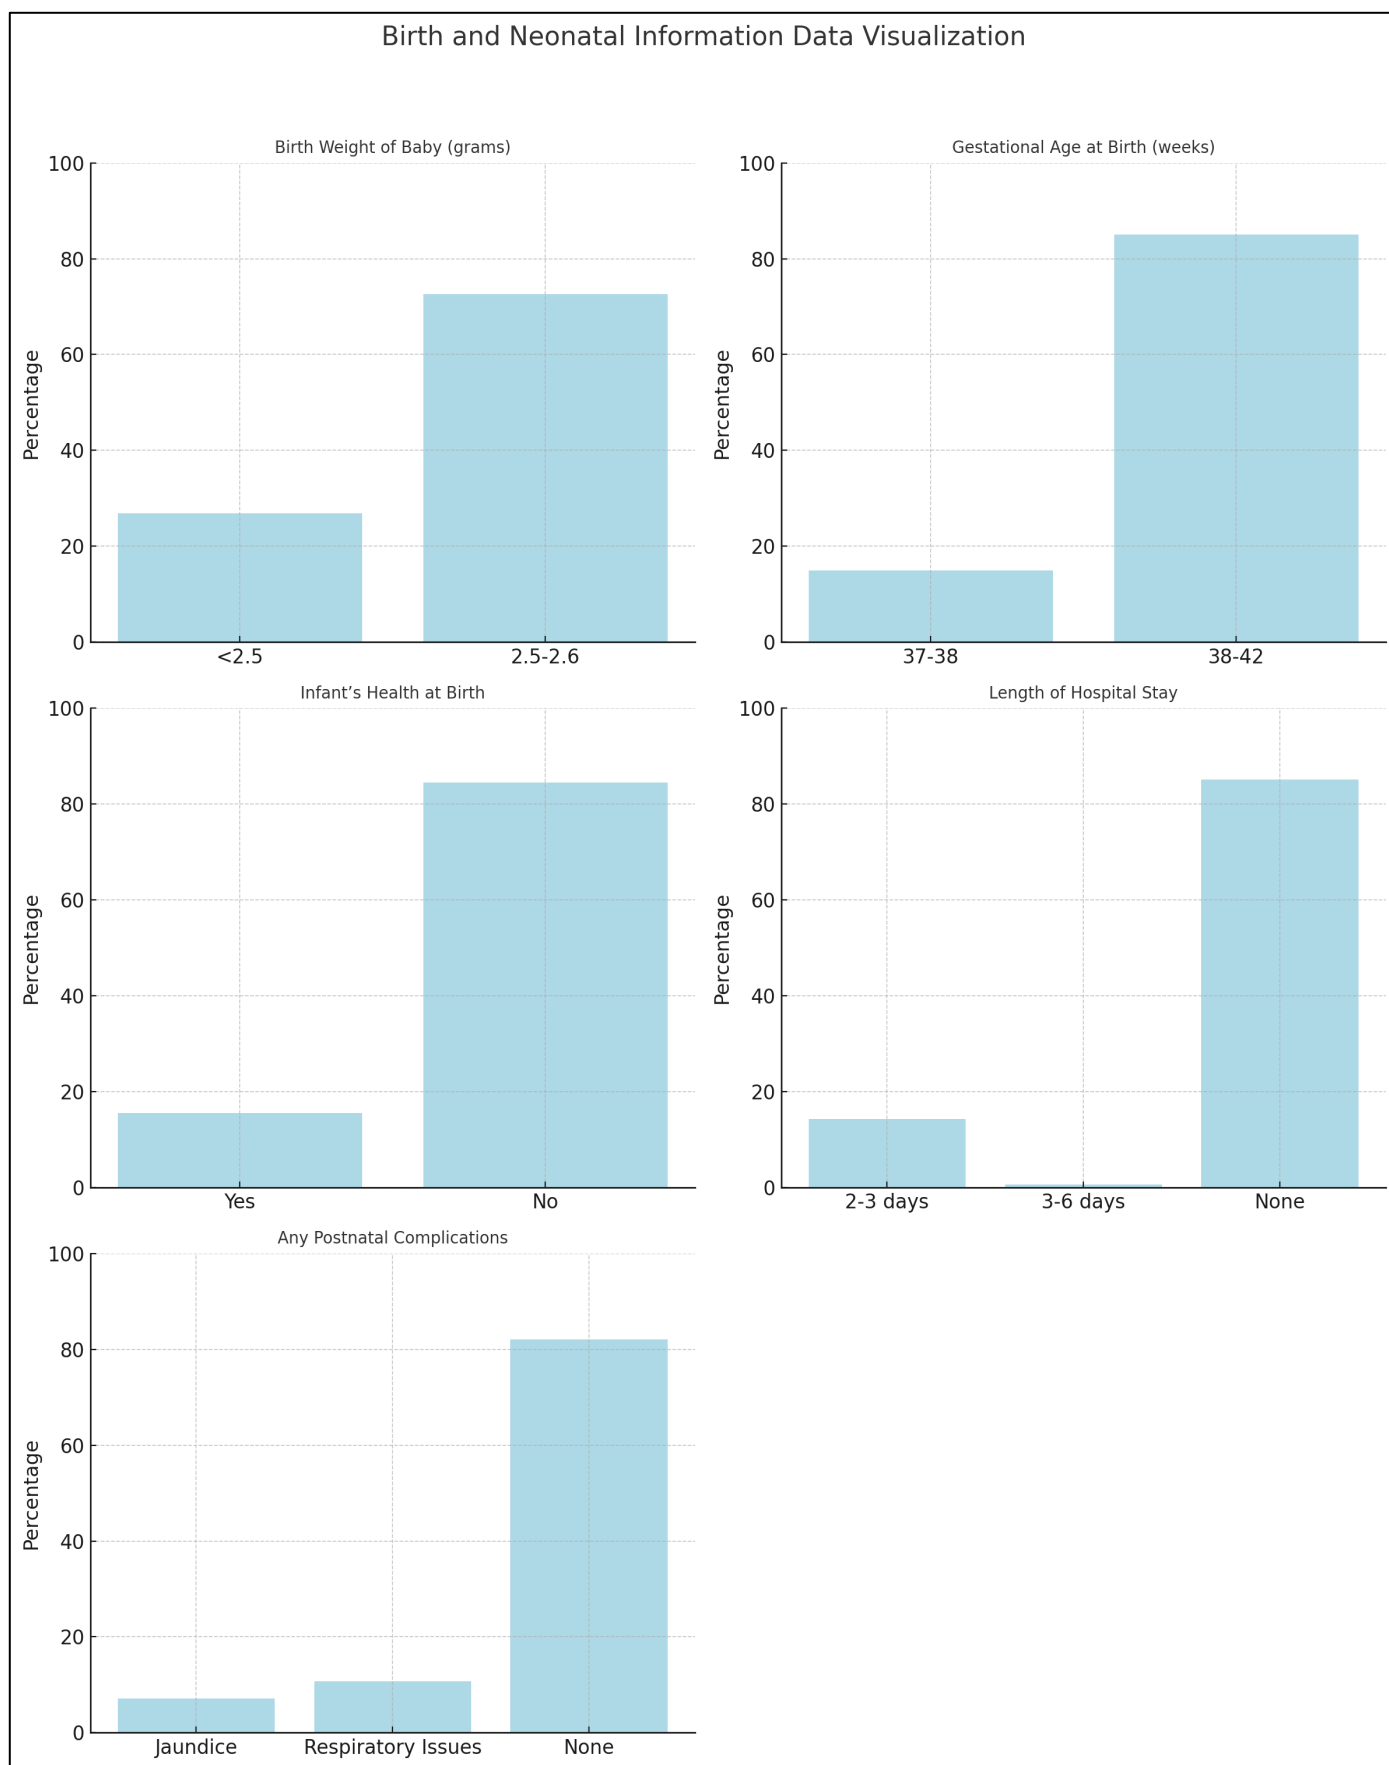 Birth and Neonatal Information Data Visualization
Birth Weight of Baby (grams)
100
80
60
40
20
0
Percentage
<2.5
2.5-2.6
Gestational Age at Birth (weeks)
100
80
60
40
20
0
Percentage
37-38
38-42
Infant’s Health at Birth
100
80
60
40
20
0
Percentage
Yes
No
Length of Hospital Stay
100
80
60
40
20
0
Percentage
2-3 days
3-6 days
None
Any Postnatal Complications
100
80
60
40
20
0
Percentage
Jaundice
Respiratory Issues
None